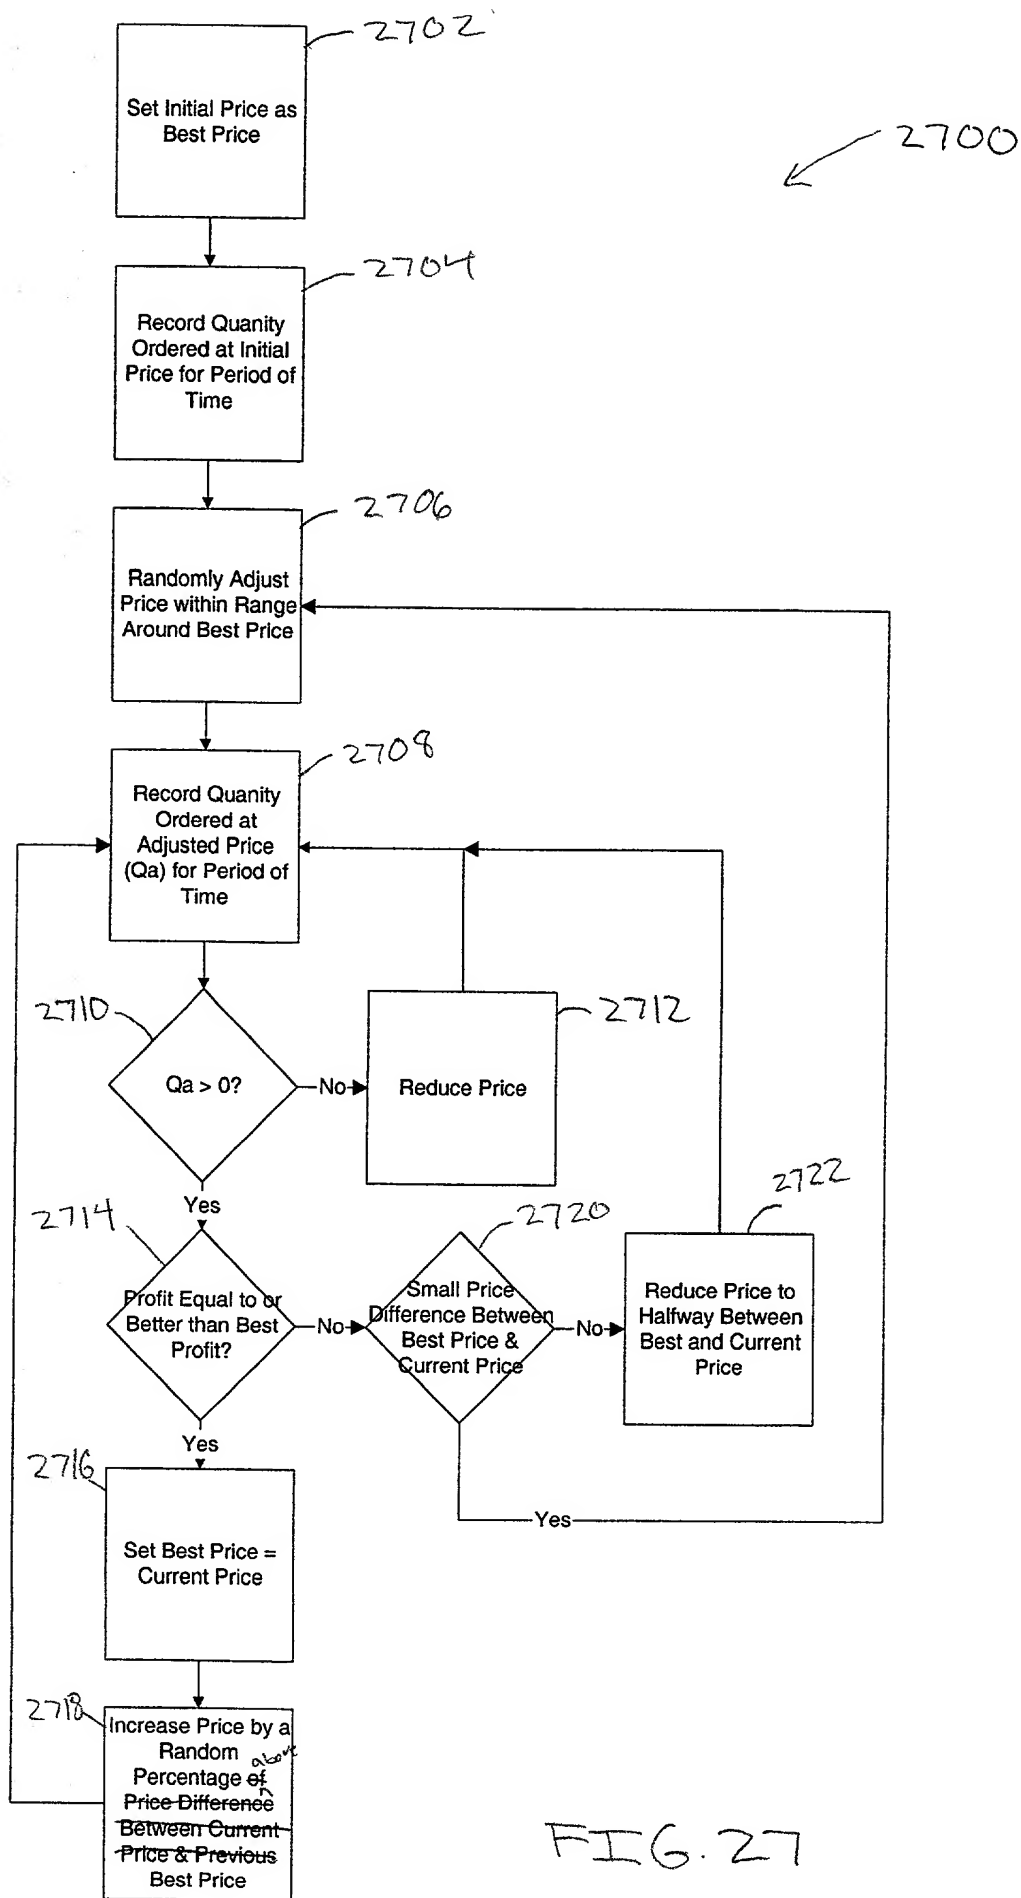 2702
Set Initial Price as
Best Price
2700
2704
Record Quanity
Ordered at Initial
Price for Period of
Time
2706
Randomly Adjust
Price within Range
Around Best Price
2708
Record Quanity
Ordered at
Adjusted Price
(Qa) for Period of
Time
2710
Qa > 0?
No
2712
Reduce Price
Yes
2714
Profit Equal to or
Better than Best
Profit?
No
2720
Small Price
Difference Between
Best Price &
Current Price
No
2722
Reduce Price to
Halfway Between
Best and Current
Price
Yes
Yes
2716
Set Best Price =
Current Price
2718
Increase Price by a
Random
above
Percentage of
Price Difference
Between Current
Price & Previous
Best Price
FIG. 27